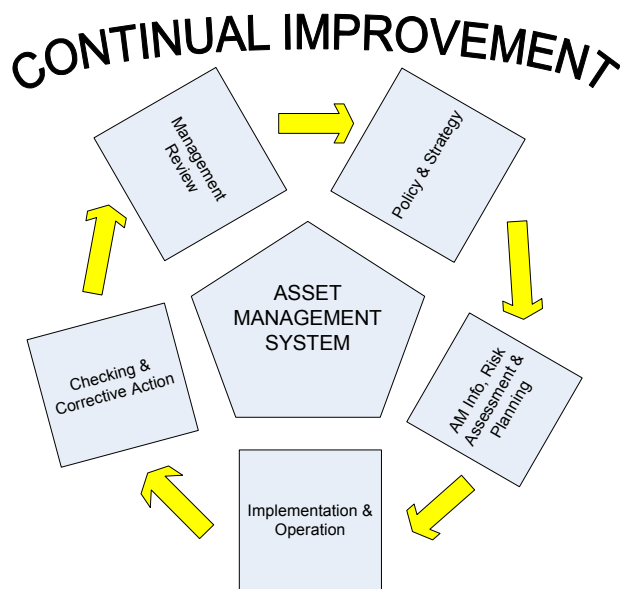 CONTINUAL IMPROVEMENT
Management
Review
Policy & Strategy
ASSET
MANAGEMENT
SYSTEM
AM Info, Risk
Assessment &
Planning
Checking &
Corrective Action
Implementation &
Operation